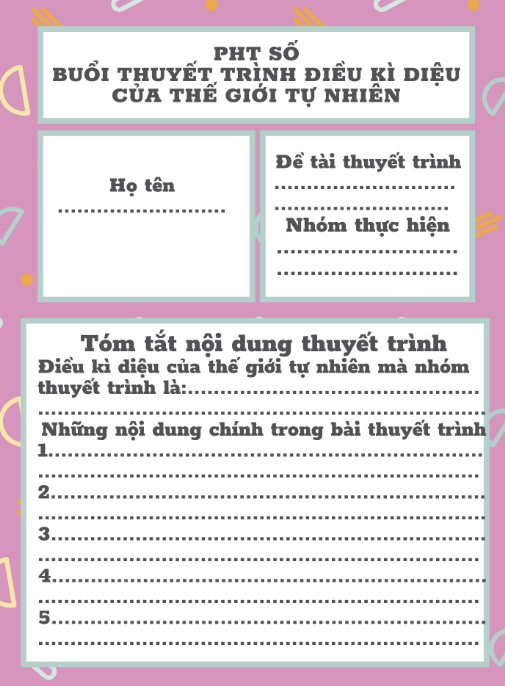 PHT SỐ
BUỔI THUYẾT TRÌNH ĐIỀU KÌ DIỆU
CỦA THẾ GIỚI TỰ NHIÊN
Họ tên
..........................
Đề tài thuyết trình
............................
...........................
Nhóm thực hiện
............................
............................
Tóm tắt nội dung thuyết trình
Điều kì diệu của thế giới tự nhiên mà nhóm
thuyết trình là:.............................................
.....................................................................
Những nội dung chính trong bài thuyết trình
1...................................................................
....................................................................
2...................................................................
.....................................................................
3...................................................................
....................................................................
4...................................................................
....................................................................
5...................................................................
....................................................................